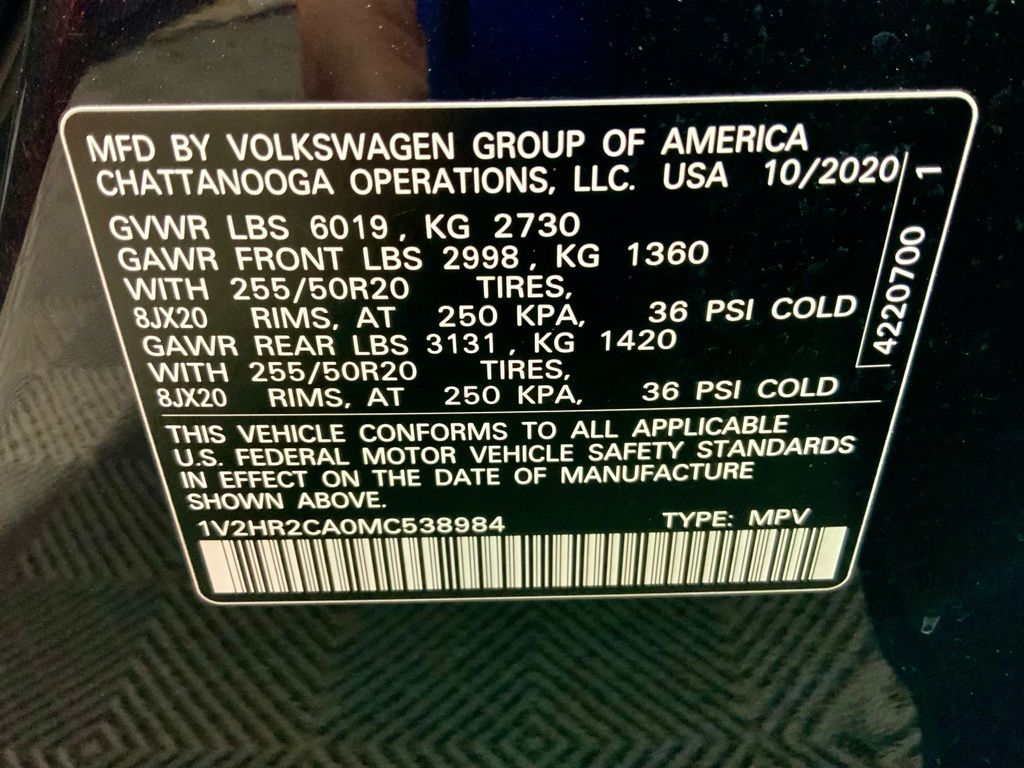 MFD BY VOLKSWAGEN GROUP OF AMERICA
CHATTANOOGA OPERATIONS, LLC. USA 10/2020
GVWR LBS 6019, KG 2730
GAWR FRONT LBS 2998, KG 1360
WITH 255/50R20 TIRES,
8JX20 RIMS, AT 250 KPA, 36 PSI COLD
GAWR REAR LBS 3131, KG 1420
WITH 255/50R20 TIRES,
8JX20 RIMS, AT 250 KPA, 36 PSI COLD
4220700 1
THIS VEHICLE CONFORMS TO ALL APPLICABLE
U.S. FEDERAL MOTOR VEHICLE SAFETY STANDARDS
IN EFFECT ON THE DATE OF MANUFACTURE
SHOWN ABOVE.
1V2HR2CA0MC538984 TYPE: MPV